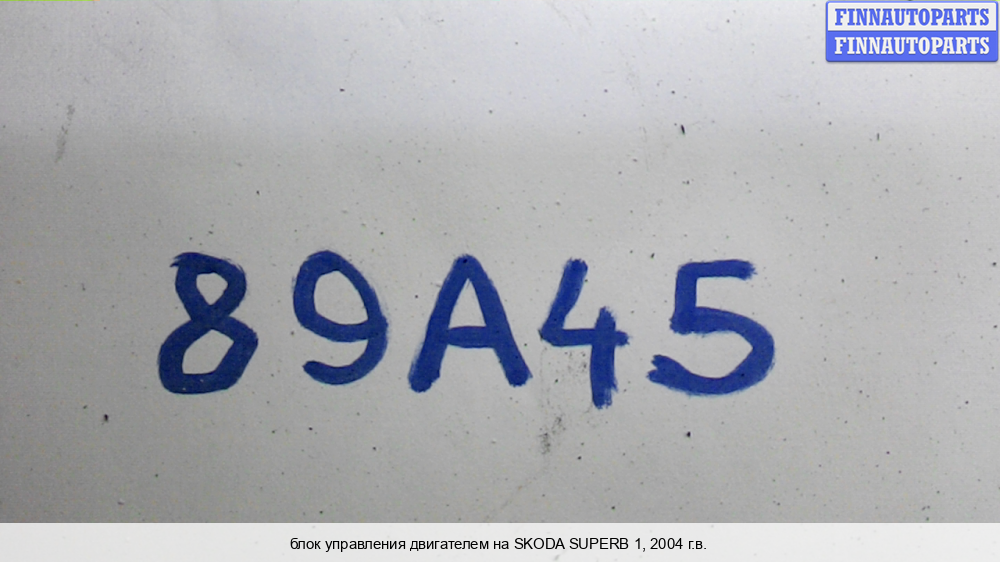 FINNAUTOPARTS
FINNAUTOPARTS
89A45
блок управления двигателем на SKODA SUPERB 1, 2004 г.в.